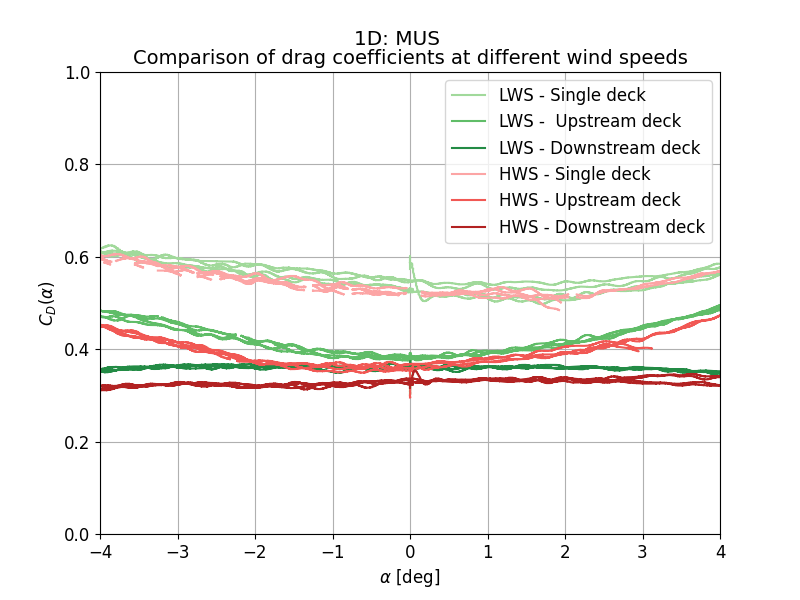 1D: MUS
Comparison of drag coefficients at different wind speeds
LWS - Single deck
LWS -  Upstream deck
LWS - Downstream deck
HWS - Single deck
HWS - Upstream deck
HWS - Downstream deck
1.0
0.8
0.6
0.4
0.2
0.0
C_D(α)
−4 −3 −2 −1 0 1 2 3 4
α [deg]